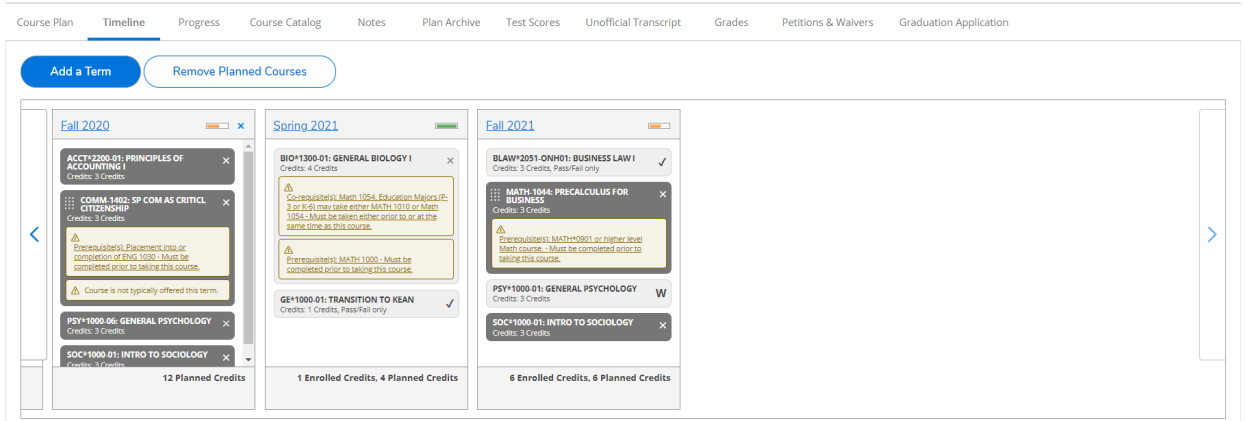 Course Plan Timeline Progress Course Catalog Notes Plan Archive Test Scores Unofficial Transcript Grades Petitions & Waivers Graduation Application
Add a Term Remove Planned Courses
Fall 2020
ACCT*2200-01: PRINCIPLES OF
ACCOUNTING I
Credits: 3 Credits
COMM-1402: SP COM AS CRITICL
CITIZENSHIP
Credits: 3 Credits
Prerequisite(s): Placement into or
completion of ENG 1030 - Must be
completed prior to taking this course.
Course is not typically offered this term.
PSY*1000-06: GENERAL PSYCHOLOGY
Credits: 3 Credits
SOC*1000-01: INTRO TO SOCIOLOGY
Credits: 3 Credits
12 Planned Credits
Spring 2021
BIO*1300-01: GENERAL BIOLOGY I
Credits: 4 Credits
Co-requisite(s): Math 1054. Education Majors (P-
3 or K-6) may take either MATH 1010 or Math
1054 - Must be taken either prior to or at the
same time as this course.
Prerequisite(s): MATH 1000 - Must be
completed prior to taking this course.
GE*1000-01: TRANSITION TO KEAN
Credits: 1 Credits, Pass/Fail only
1 Enrolled Credits, 4 Planned Credits
Fall 2021
BLAW*2051-ONH01: BUSINESS LAW I
Credits: 3 Credits, Pass/Fail only
MATH-1044: PRECALCULUS FOR
BUSINESS
Credits: 3 Credits
Prerequisite(s): MATH*0901 or higher level
Math course. - Must be completed prior to
taking this course.
PSY*1000-01: GENERAL PSYCHOLOGY W
Credits: 3 Credits
SOC*1000-01: INTRO TO SOCIOLOGY
Credits: 3 Credits
6 Enrolled Credits, 6 Planned Credits